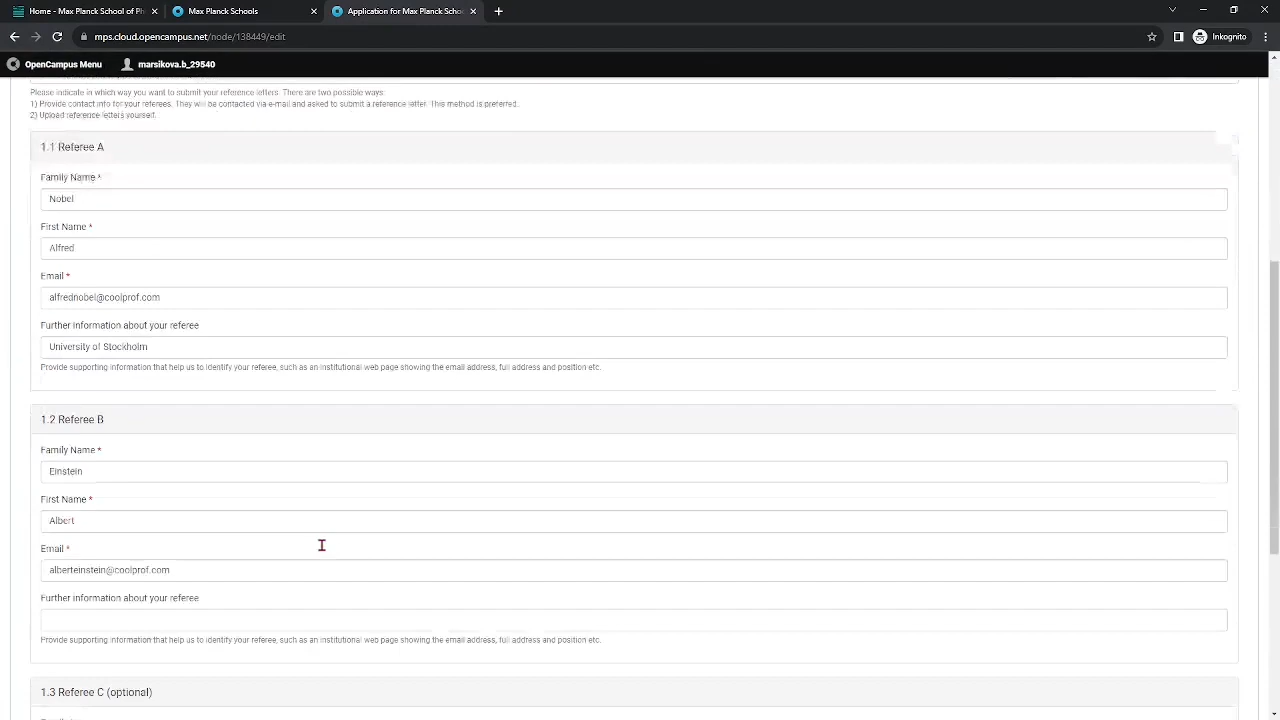 Home - Max Planck School of Ph
Max Planck Schools
Application for Max Planck Schoo
mps.cloud.opencampus.net/node/138449/edit
Inkognito
OpenCampus Menu
marsikova.b_29540
Please indicate in which way you want to submit your reference letters. There are two possible ways:
1) Provide contact info for your referees. They will be contacted via e-mail and asked to submit a reference letter. This method is preferred.
2) Upload reference letters yourself.
1.1 Referee A
Family Name *
Nobel
First Name *
Alfred
Email *
alfrednobel@coolprof.com
Further information about your referee
University of Stockholm
Provide supporting information that help us to identify your referee, such as an institutional web page showing the email address, full address and position etc.
1.2 Referee B
Family Name *
Einstein
First Name *
Albert
Email *
alberteinstein@coolprof.com
Further information about your referee
Provide supporting information that help us to identify your referee, such as an institutional web page showing the email address, full address and position etc.
1.3 Referee C (optional)